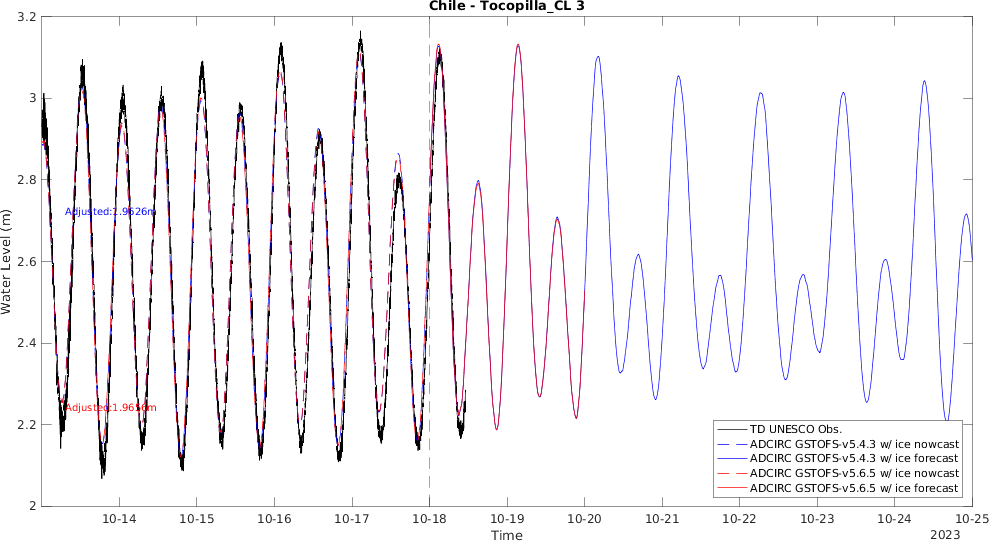 Chile - Tocopilla_CL 3
3.2
3
2.8
2.6
2.4
2.2
2
Water Level (m)
Adjusted:1.9626m
Adjusted:1.9656m
TD UNESCO Obs.
ADCIRC GSTOFS-v5.4.3 w/ ice nowcast
ADCIRC GSTOFS-v5.4.3 w/ ice forecast
ADCIRC GSTOFS-v5.6.5 w/ ice nowcast
ADCIRC GSTOFS-v5.6.5 w/ ice forecast
10-14 10-15 10-16 10-17 10-18 10-19 10-20 10-21 10-22 10-23 10-24 10-25
Time
2023